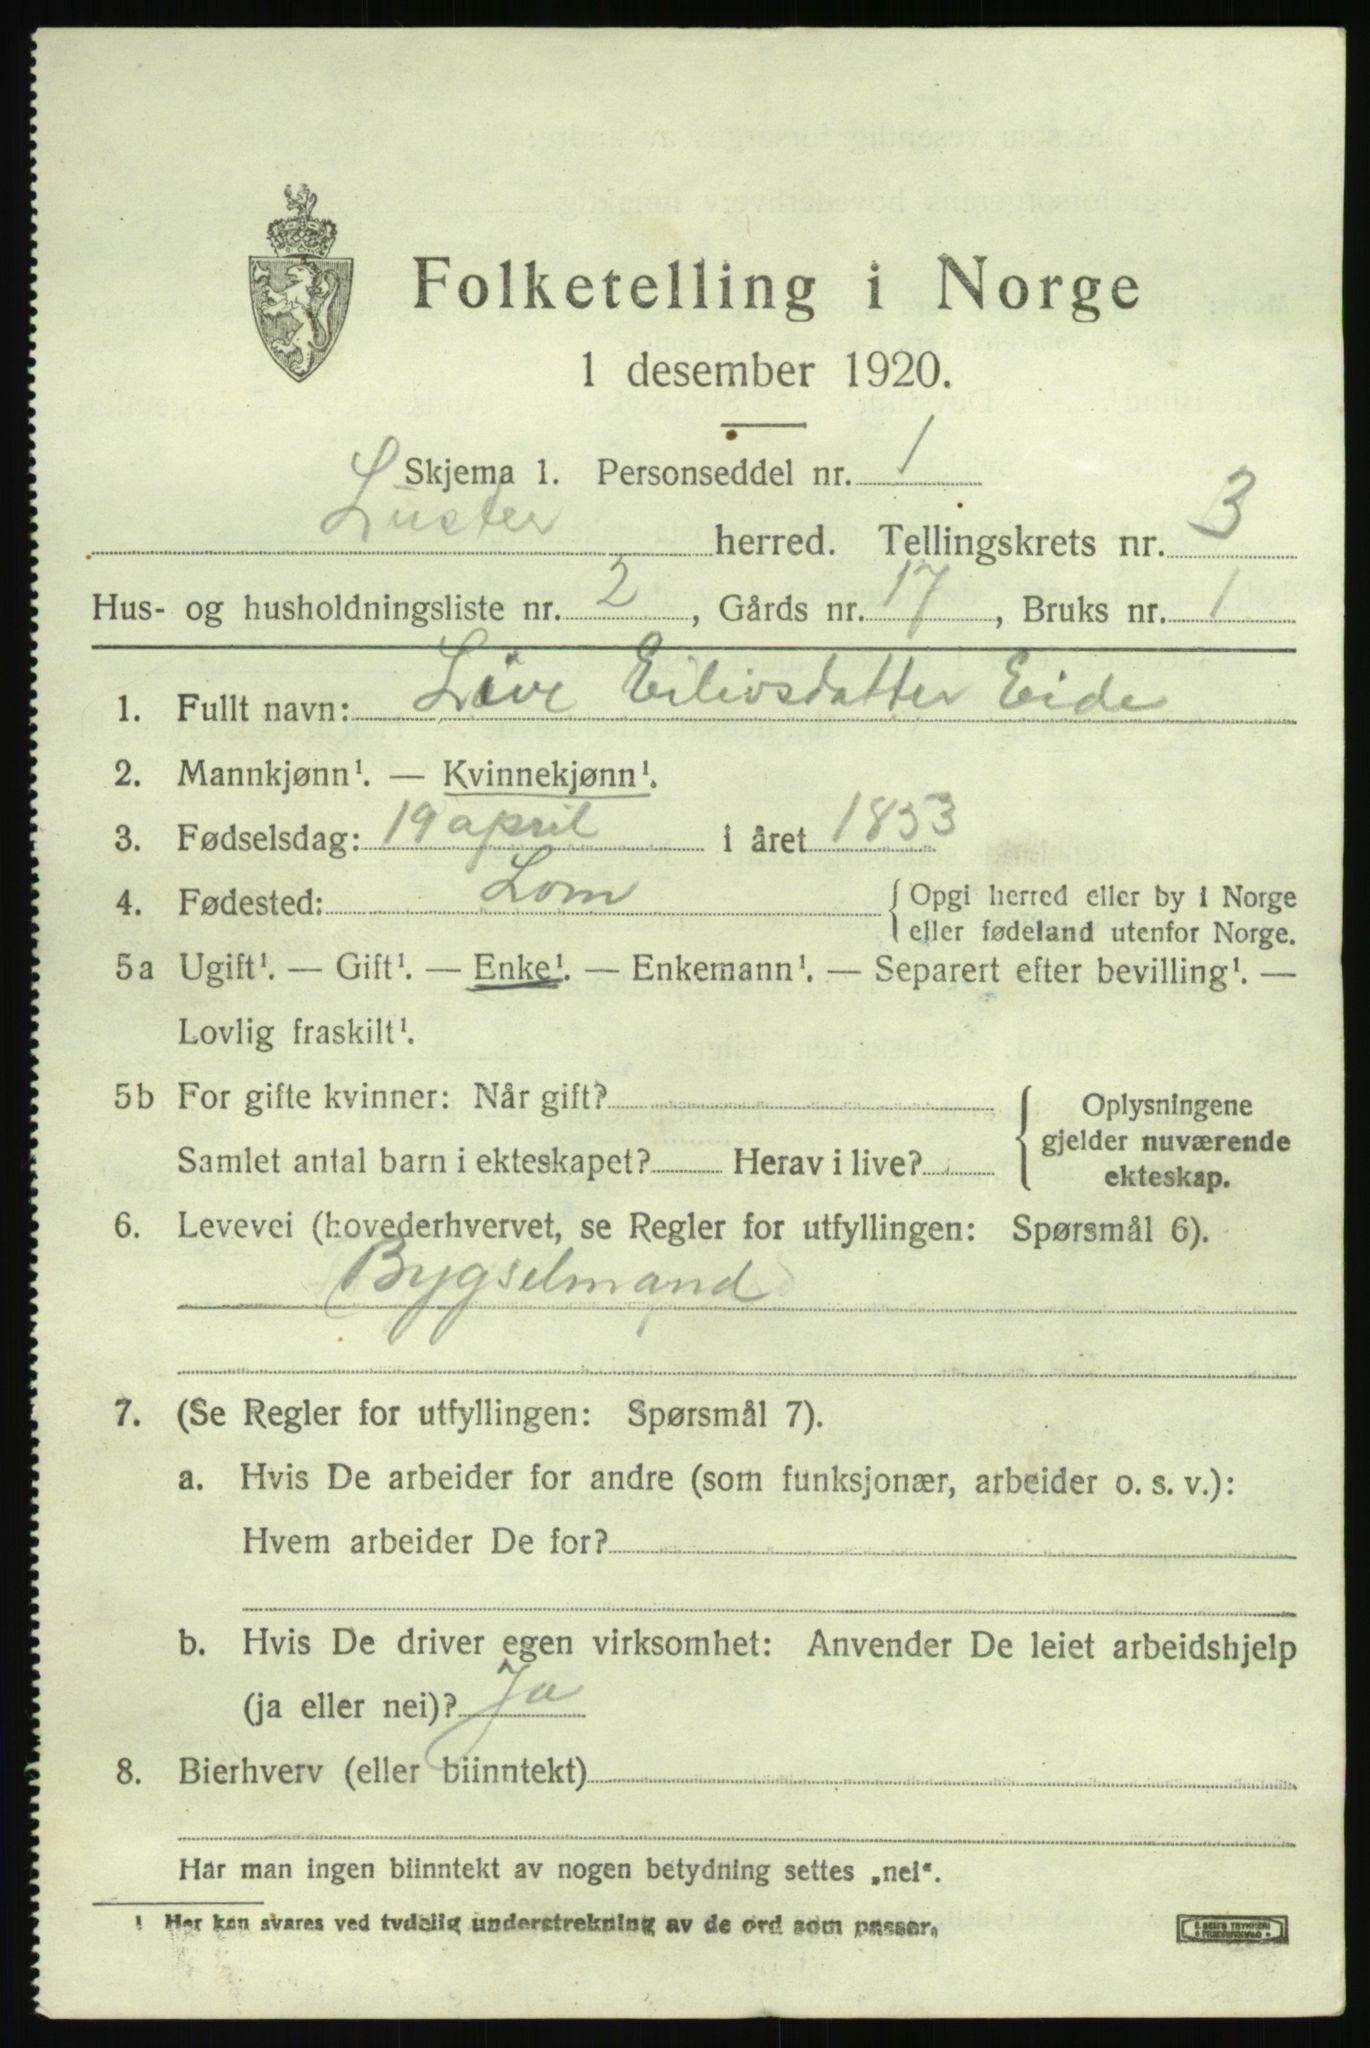 Folketelling i Norge
1 desember 1920.
Skjema 1. Personseddel nr. 1
Luster herred. Tellingskrets nr. 3
Hus- og husholdningsliste nr. 2, Gårds nr. 17, Bruks nr. 1
1. Fullt navn: Live Eilivsdatter Eide
2. Mannkjønn¹. — Kvinnekjønn¹.
3. Fødselsdag: 19 april i året 1853
4. Fødested: Lom { Opgi herred eller by i Norge
eller fødeland utenfor Norge.
5a Ugift¹. — Gift¹. — Enke¹. — Enkemann¹. — Separert efter bevilling¹. —
Lovlig fraskilt¹.
5b For gifte kvinner: Når gift?
Samlet antal barn i ekteskapet? Herav i live?
{ Oplysningene
gjelder nuværende
ekteskap.
6. Levevei (hovederhvervet, se Regler for utfyllingen: Spørsmål 6).
Bygselmand
7. (Se Regler for utfyllingen: Spørsmål 7).
a. Hvis De arbeider for andre (som funksjonær, arbeider o. s. v.):
Hvem arbeider De for?
b. Hvis De driver egen virksomhet: Anvender De leiet arbeidshjelp
(ja eller nei)? Ja
8. Bierhverv (eller biinntekt)
Har man ingen biinntekt av nogen betydning settes „nei“.
¹ Her kan svares ved tydelig understrekning av de ord som passer.